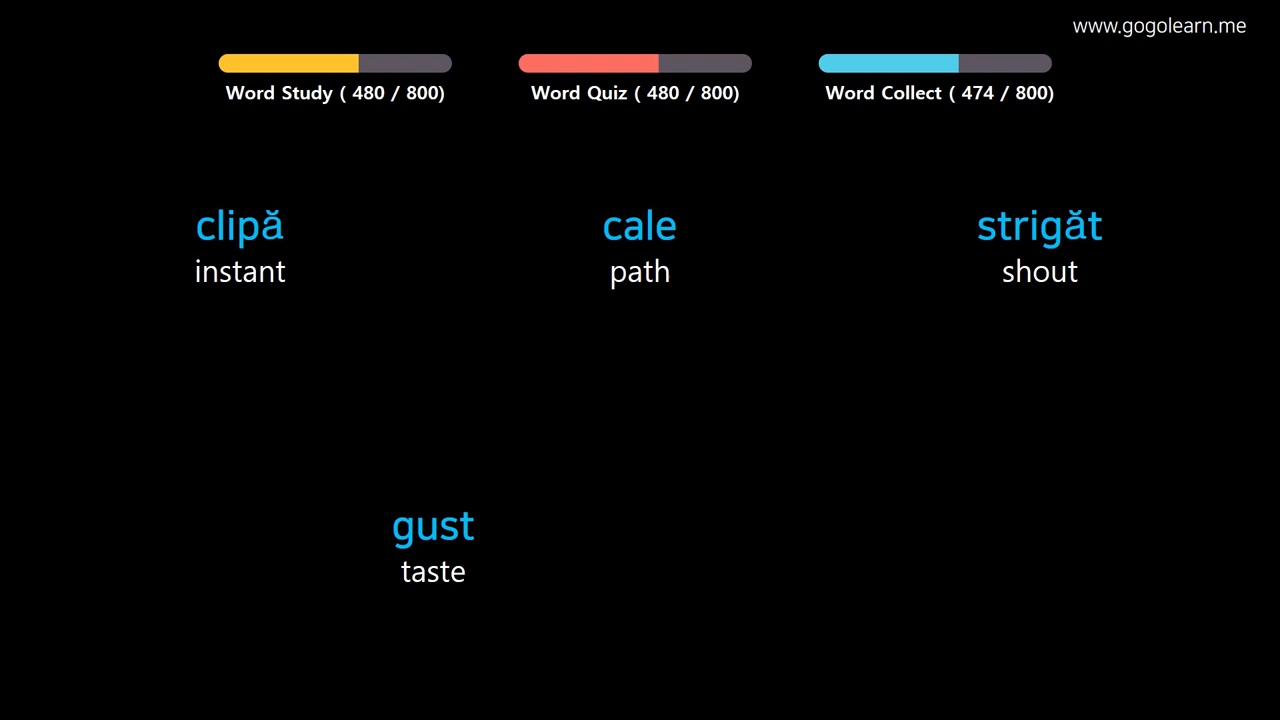 www.gogolearn.me
Word Study ( 480 / 800)
Word Quiz ( 480 / 800)
Word Collect ( 474 / 800)
clipă
instant
cale
path
strigăt
shout
gust
taste